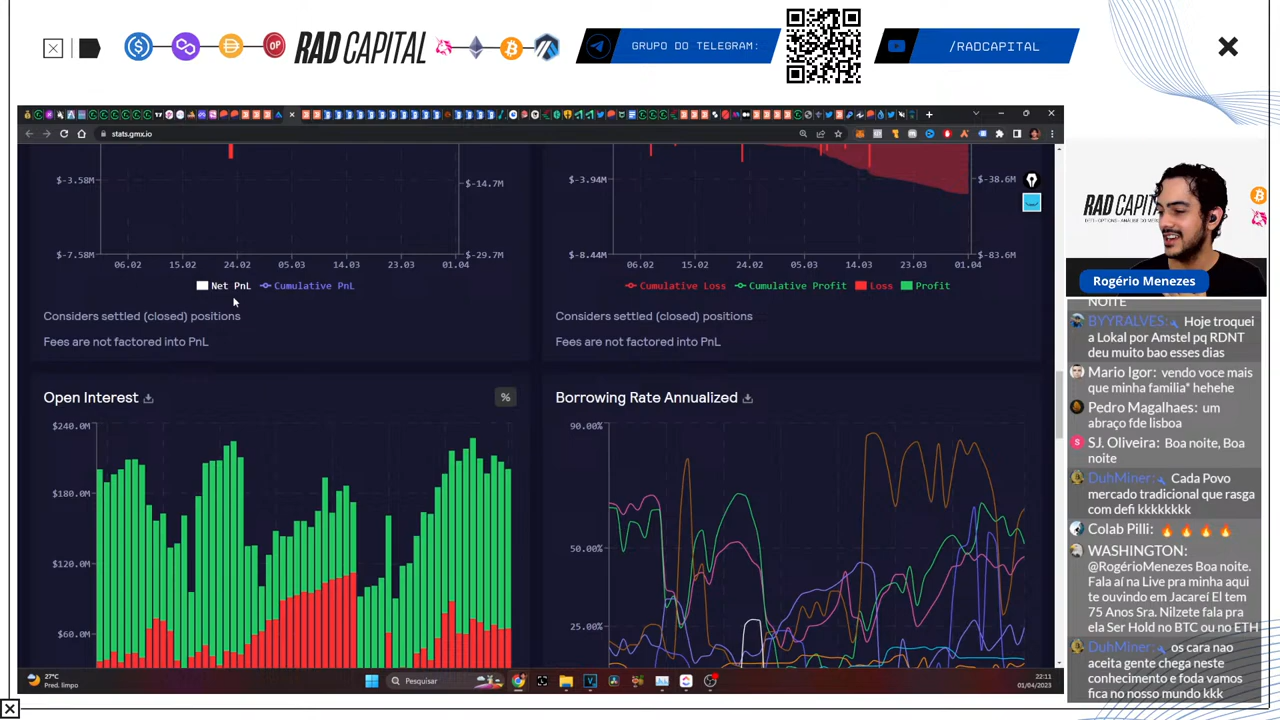 RAD CAPITAL
GRUPO DO TELEGRAM:
/RADCAPITAL
stats.gmx.io
$-3.58M
$-14.7M
$-7.58M
$-29.7M
06.02 15.02 24.02 05.03 14.03 23.03 01.04
Net PnL Cumulative PnL
Considers settled (closed) positions
Fees are not factored into PnL
$-3.94M
$-38.6M
$-8.44M
$-83.6M
06.02 15.02 24.02 05.03 14.03 23.03 01.04
Cumulative Loss Cumulative Profit Loss Profit
Considers settled (closed) positions
Fees are not factored into PnL
Open Interest
%
$240.0M
$180.0M
$120.0M
$60.0M
Borrowing Rate Annualized
90.00%
50.00%
25.00%
27°C
Pred. limpo
Pesquisar
22:11
01/04/2023
RAD CAPITA
Rogério Menezes
NOITE
BYYRALVES: Hoje troquei
a Lokal por Amstel pq RDNT
deu muito bao esses dias
Mario Igor: vendo voce mais
que minha familia* hehehe
Pedro Magalhaes: um
abraço fde lisboa
S
SJ. Oliveira: Boa noite, Boa
noite
DuhMiner: Cada Povo
mercado tradicional que rasga
com defi kkkkkkkk
Colab Pilli: 🔥 🔥 🔥 🔥
WASHINGTON:
@RogérioMenezes Boa noite.
Fala aí na Live pra minha aqui
te ouvindo em Jacareí El tem
75 Anos Sra. Nilzete fala pra
ela Ser Hold no BTC ou no ETH
DuhMiner: os cara nao
aceita gente chega neste
conhecimento e foda vamos
fica no nosso mundo kkk